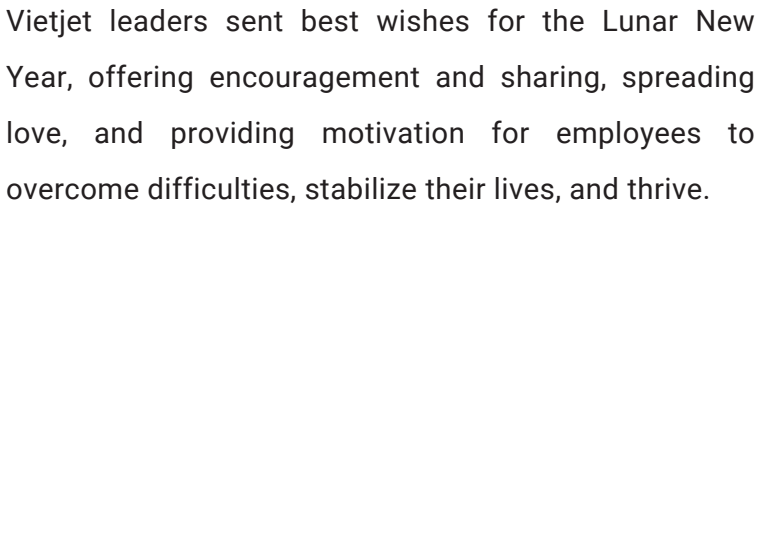 Vietjet leaders sent best wishes for the Lunar New
Year, offering encouragement and sharing, spreading
love, and providing motivation for employees to
overcome difficulties, stabilize their lives, and thrive.